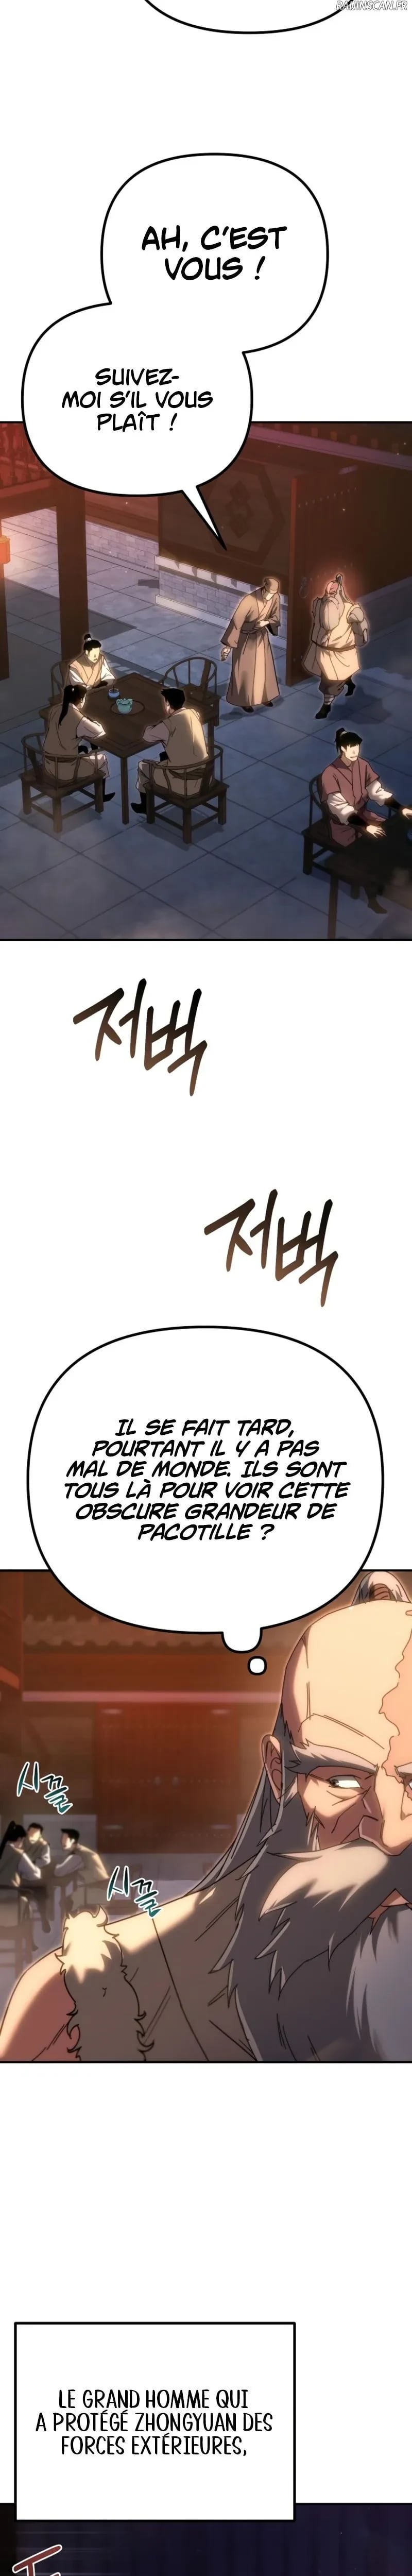 RAIJINSCAN.FR
AH, C'EST
VOUS !
SUIVEZ-
MOI S'IL VOUS
PLAÎT !
저벅
저벅
IL SE FAIT TARD,
POURTANT IL Y A PAS
MAL DE MONDE. ILS SONT
TOUS LÀ POUR VOIR CETTE
OBSCURE GRANDEUR DE
PACOTILLE ?
시끌
시끌
LE GRAND HOMME QUI
A PROTÉGÉ ZHONGYUAN DES
FORCES EXTÉRIEURES,